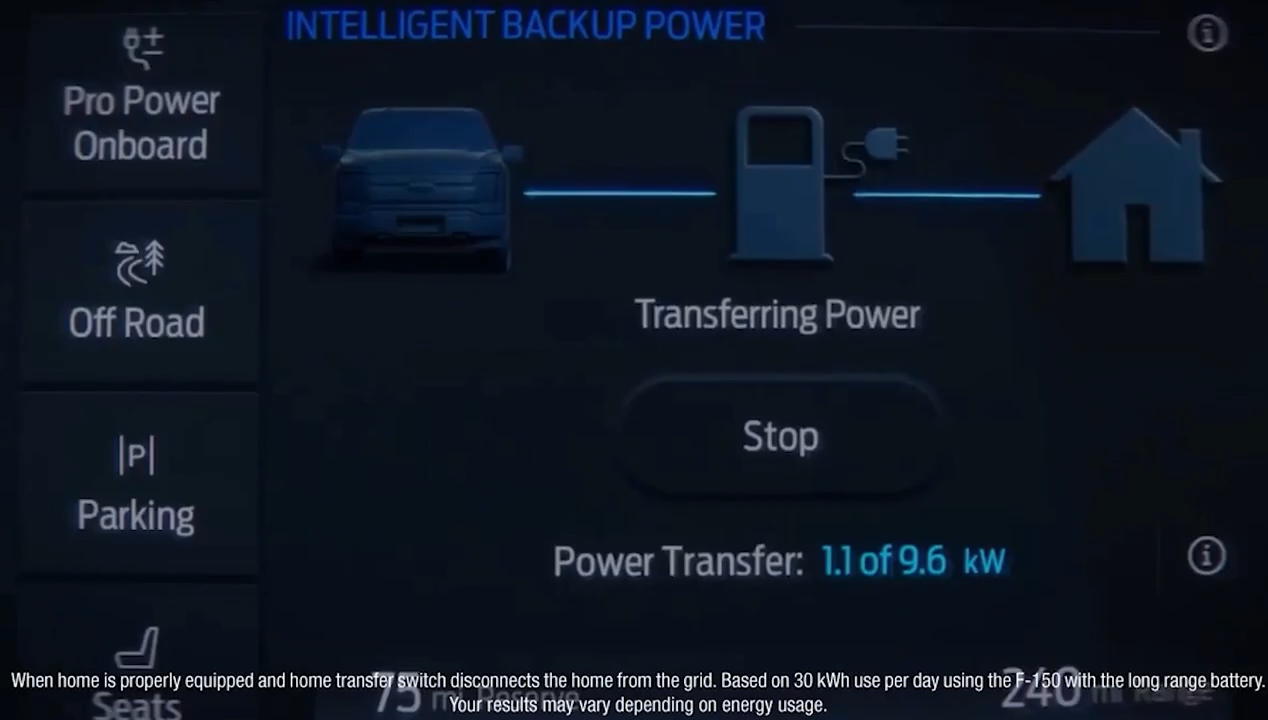 INTELLIGENT BACKUP POWER
Pro Power
Onboard
Off Road
Transferring Power
Stop
Parking
Power Transfer: 1.1 of 9.6 kW
Seats
75 mi Reserve
240 mi Range
When home is properly equipped and home transfer switch disconnects the home from the grid. Based on 30 kWh use per day using the F-150 with the long range battery.
Your results may vary depending on energy usage.